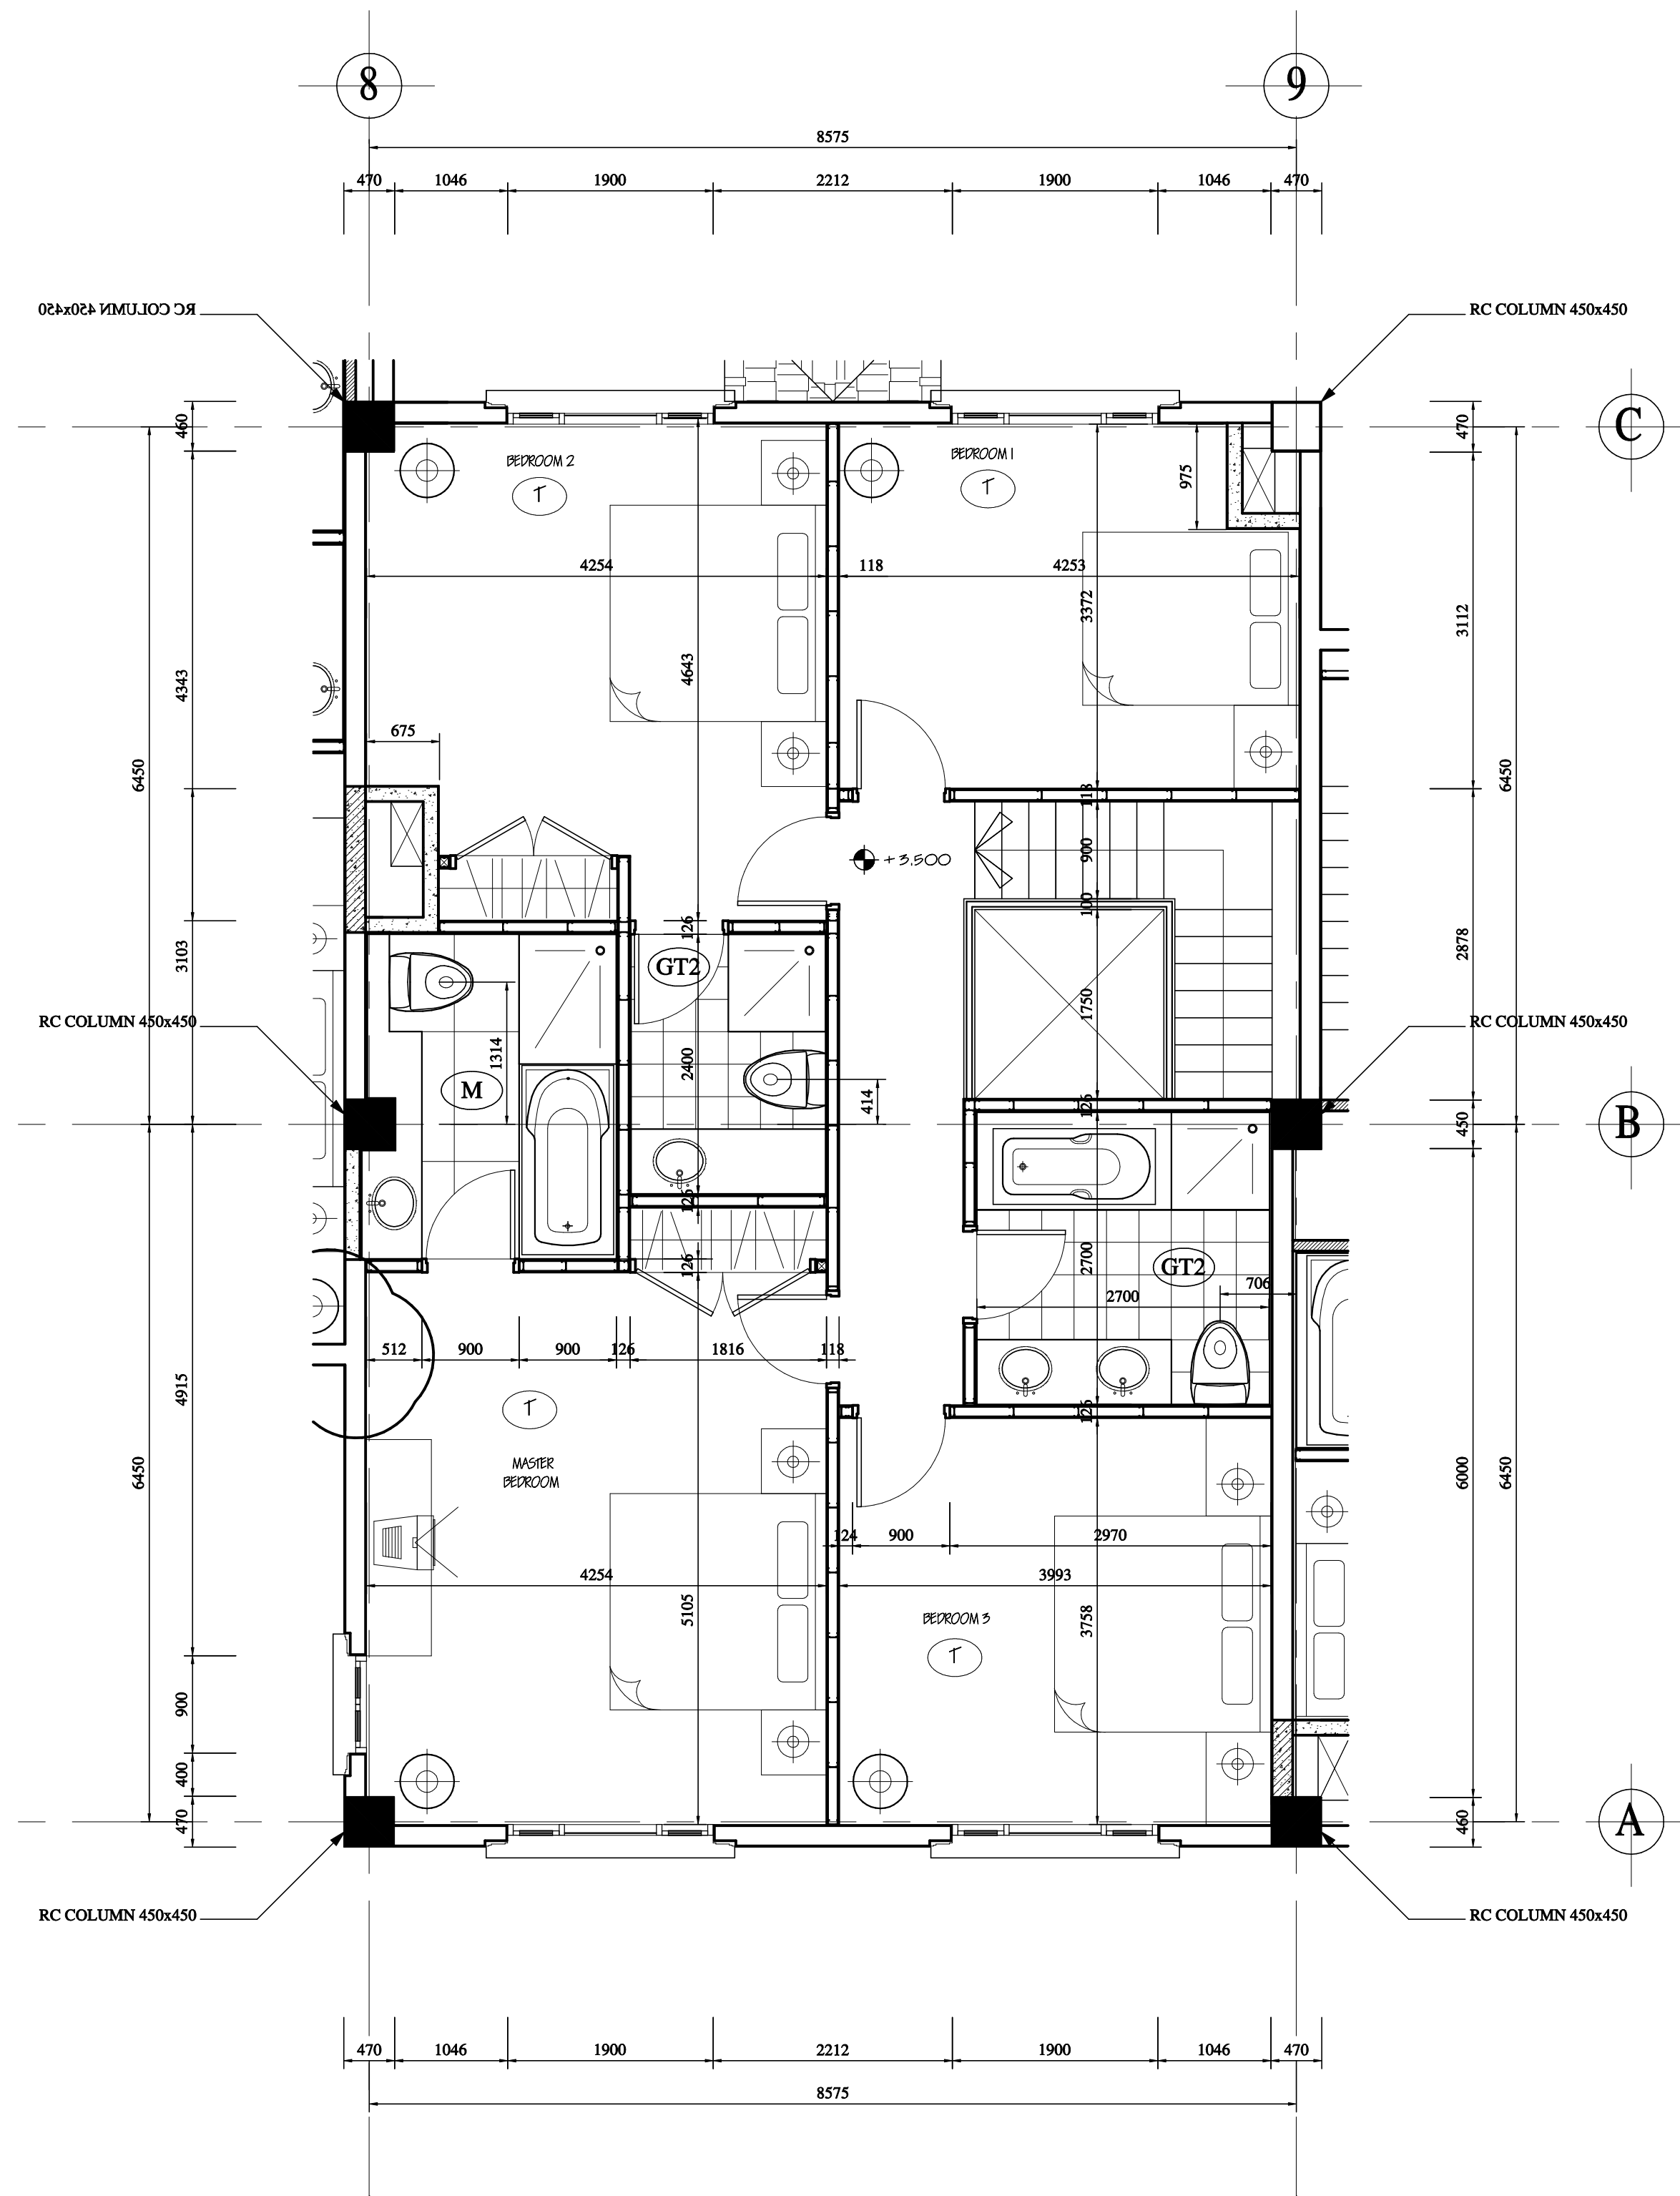 8
9
8575
470 1046 1900 2212 1900 1046 470
RC COLUMN 450x450
RC COLUMN 450x450
460
470
C
BEDROOM 2
T
BEDROOM 1
T
975
4254
118
4253
3372
3112
4643
4343
675
6450
6450
118
+3,500
900
100
126
3103
2878
GT2
1750
RC COLUMN 450x450
RC COLUMN 450x450
1314
2400
M
414
126
450
B
126
126
2700
GT2
706
2700
512 900 900 126 1816 118
4915
T
126
MASTER
BEDROOM
6450
6000
6450
124 900 2970
4254
3993
5105
3758
BEDROOM 3
T
900
400
470
460
A
RC COLUMN 450x450
RC COLUMN 450x450
470 1046 1900 2212 1900 1046 470
8575